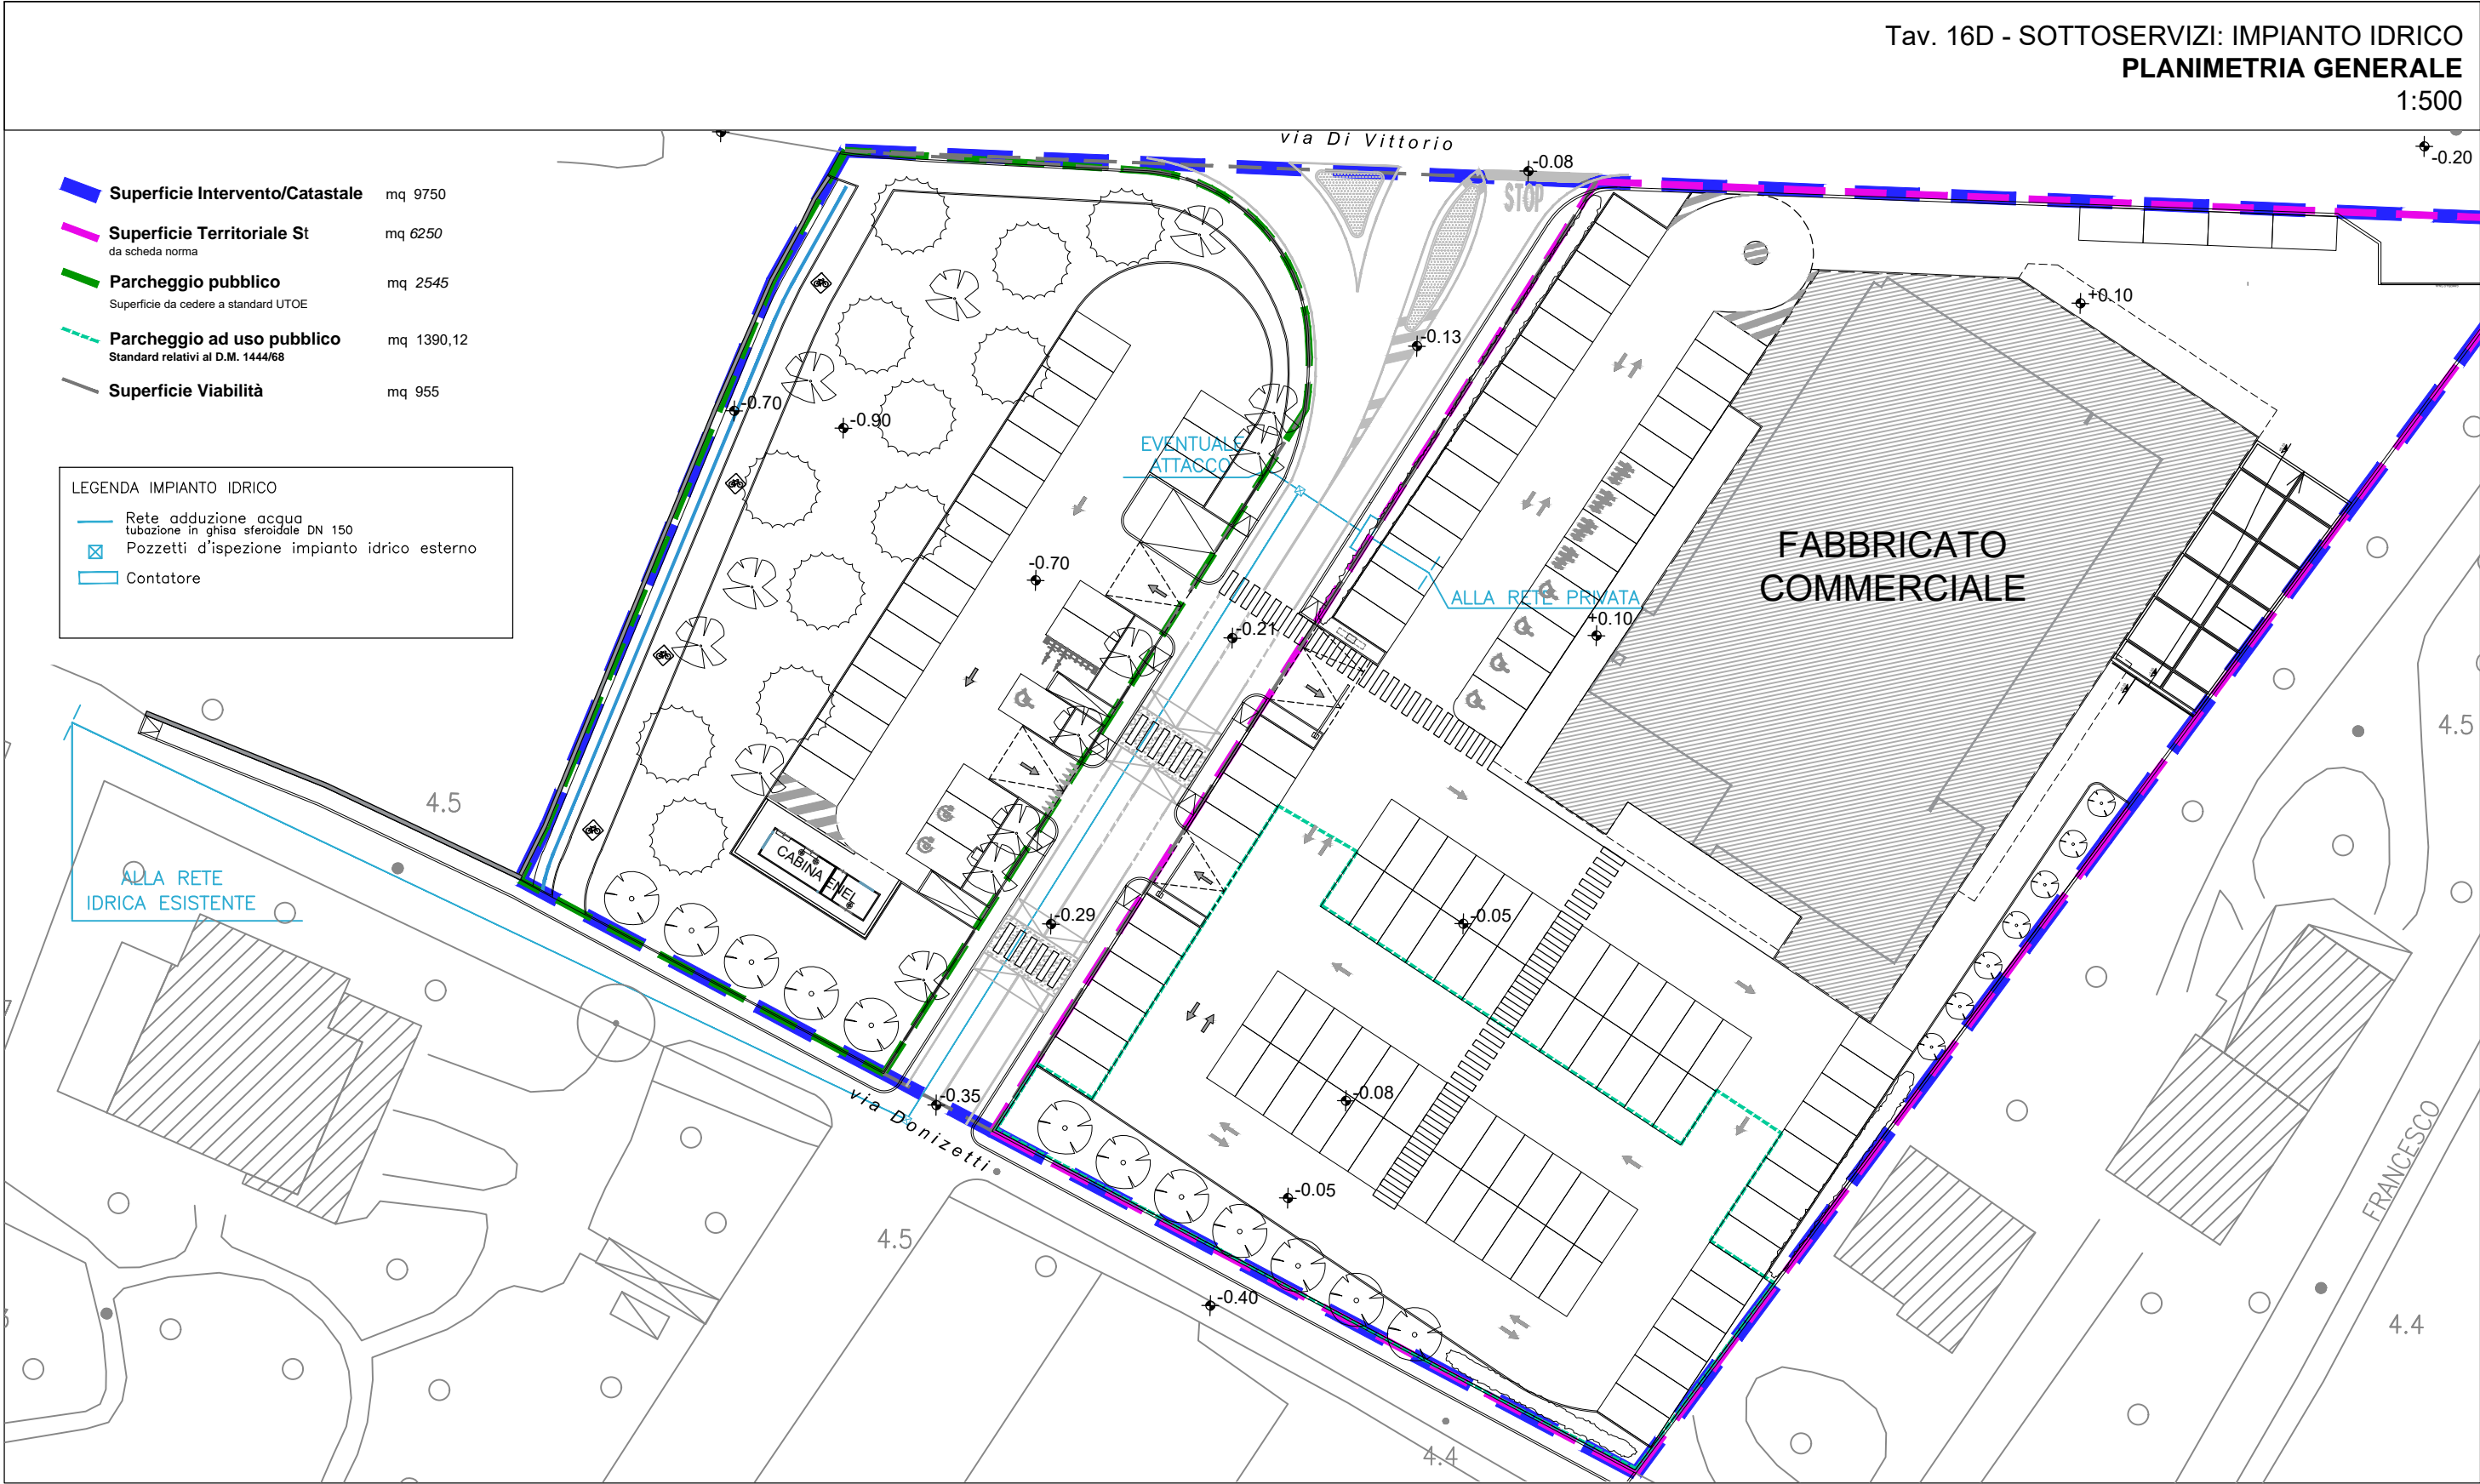 Tav. 16D - SOTTOSERVIZI: IMPIANTO IDRICO
PLANIMETRIA GENERALE
1:500
via Di Vittorio
-0.08
-0.20
STOP
Superficie Intervento/Catastale mq 9750
Superficie Territoriale St mq 6250
da scheda norma
Parcheggio pubblico mq 2545
Superficie da cedere a standard UTOE
Parcheggio ad uso pubblico mq 1390,12
Standard relativi al D.M. 1444/68
Superficie Viabilità mq 955
+0.10
-0.13
-0.70
-0.90
EVENTUALE
ATTACCO
LEGENDA IMPIANTO IDRICO
Rete adduzione acqua
tubazione in ghisa sferoidale DN 150
Pozzetti d'ispezione impianto idrico esterno
Contatore
FABBRICATO
COMMERCIALE
-0.70
ALLA RETE PRIVATA
+0.10
-0.21
4.5
4.5
CABINA ENEL
ALLA RETE
IDRICA ESISTENTE
-0.29
-0.05
-0.35
-0.08
via Donizetti
FRANCESCO
-0.05
4.5
-0.40
4.4
4.4